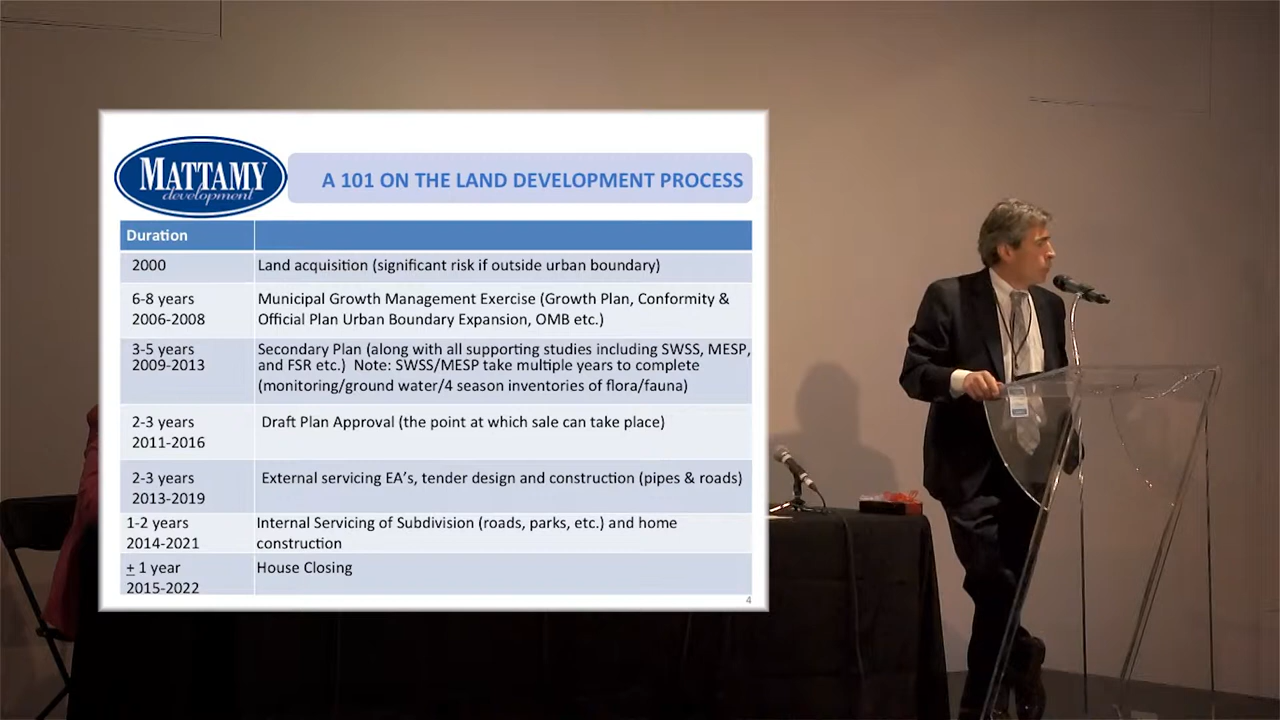 MATTAMY
development
A 101 ON THE LAND DEVELOPMENT PROCESS
Duration
2000
Land acquisition (significant risk if outside urban boundary)
6-8 years
2006-2008
Municipal Growth Management Exercise (Growth Plan, Conformity &
Official Plan Urban Boundary Expansion, OMB etc.)
3-5 years
2009-2013
Secondary Plan (along with all supporting studies including SWSS, MESP,
and FSR etc.)  Note: SWSS/MESP take multiple years to complete
(monitoring/ground water/4 season inventories of flora/fauna)
2-3 years
2011-2016
Draft Plan Approval (the point at which sale can take place)
2-3 years
2013-2019
External servicing EA's, tender design and construction (pipes & roads)
1-2 years
2014-2021
Internal Servicing of Subdivision (roads, parks, etc.) and home
construction
± 1 year
2015-2022
House Closing
4